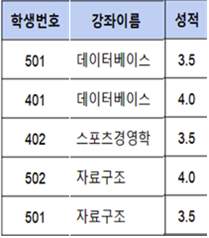 학생번호 강좌이름 성적
501 데이터베이스 3.5
401 데이터베이스 4.0
402 스포츠경영학 3.5
502 자료구조 4.0
501 자료구조 3.5